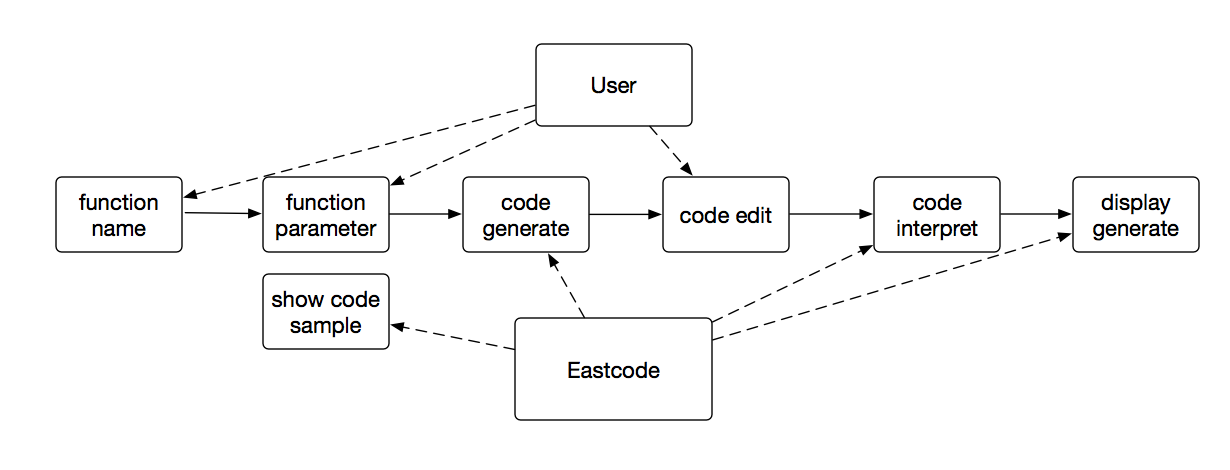 User
function
name
function
parameter
code
generate
code edit
code
interpret
display
generate
show code
sample
Eastcode